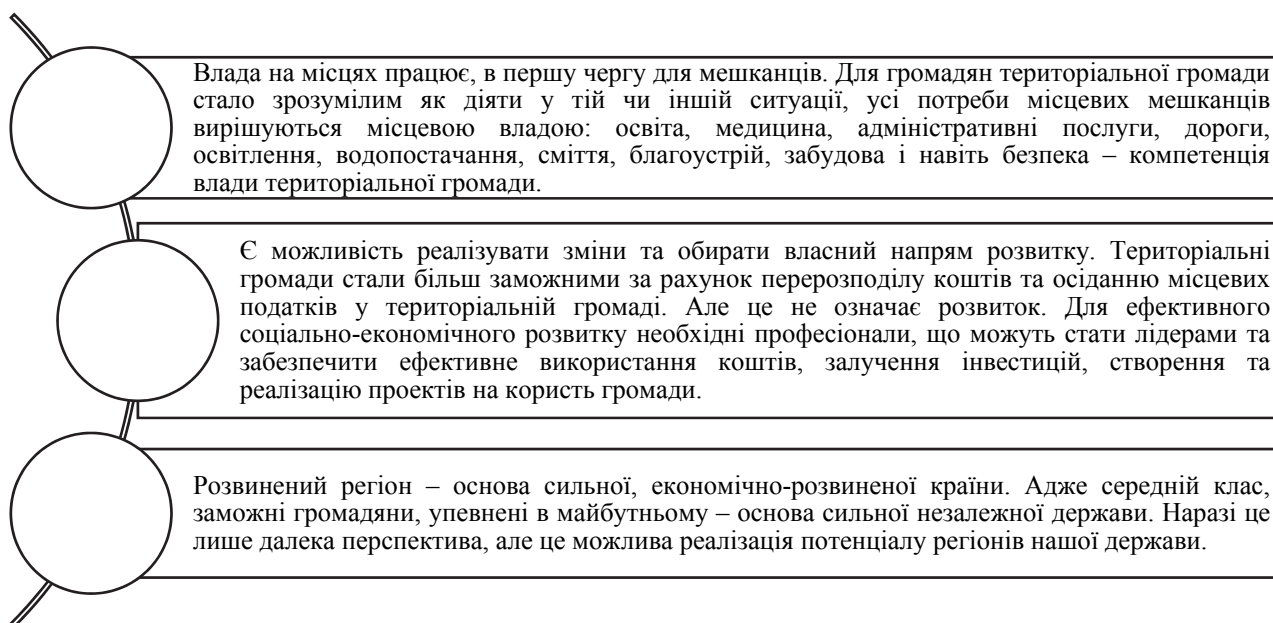 Влада на місцях працює, в першу чергу для мешканців. Для громадян територіальної громади
стало зрозумілим як діяти у тій чи іншій ситуації, усі потреби місцевих мешканців
вирішуються місцевою владою: освіта, медицина, адміністративні послуги, дороги,
освітлення, водопостачання, сміття, благоустрій, забудова і навіть безпека – компетенція
влади територіальної громади.
Є можливість реалізувати зміни та обирати власний напрям розвитку. Територіальні
громади стали більш заможними за рахунок перерозподілу коштів та осіданню місцевих
податків у територіальній громаді. Але це не означає розвиток. Для ефективного
соціально-економічного розвитку необхідні професіонали, що можуть стати лідерами та
забезпечити ефективне використання коштів, залучення інвестицій, створення та
реалізацію проектів на користь громади.
Розвинений регіон – основа сильної, економічно-розвиненої країни. Адже середній клас,
заможні громадяни, упевнені в майбутньому – основа сильної незалежної держави. Наразі це
лише далека перспектива, але це можлива реалізація потенціалу регіонів нашої держави.